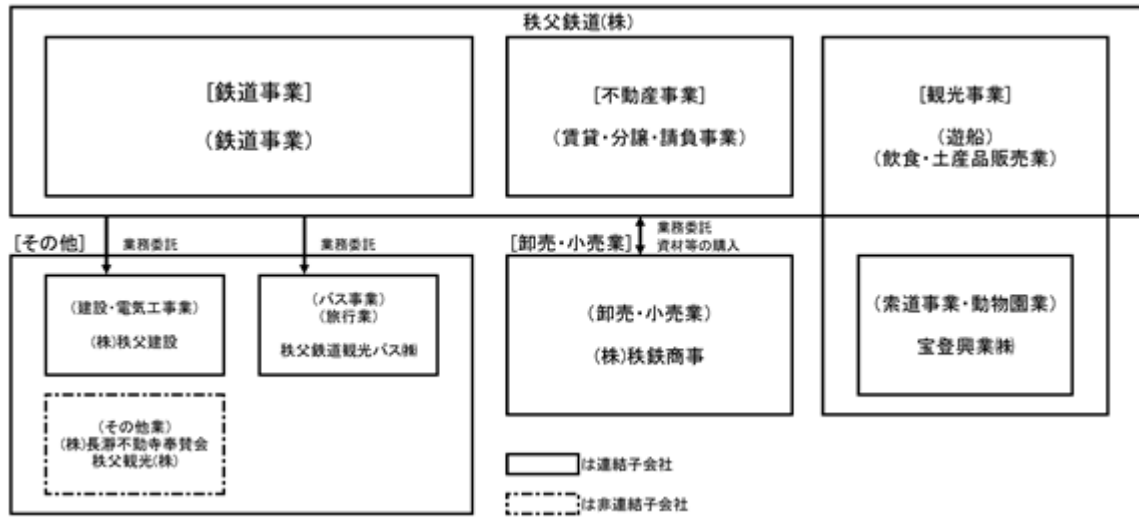 秩父鉄道(株)
[鉄道事業]
(鉄道事業)
[不動産事業]
(賃貸・分譲・請負事業)
[観光事業]
(遊船)
(飲食・土産品販売業)
[その他]
業務委託
業務委託
[卸売・小売業]
業務委託
資材等の購入
(建設・電気工事業)
(株)秩父建設
(バス事業)
(旅行業)
秩父鉄道観光バス㈱
(卸売・小売業)
(株)秩鉄商事
(索道事業・動物園業)
宝登興業㈱
(その他業)
(株)長瀞不動寺奉賛会
秩父観光(株)
は連結子会社
は非連結子会社